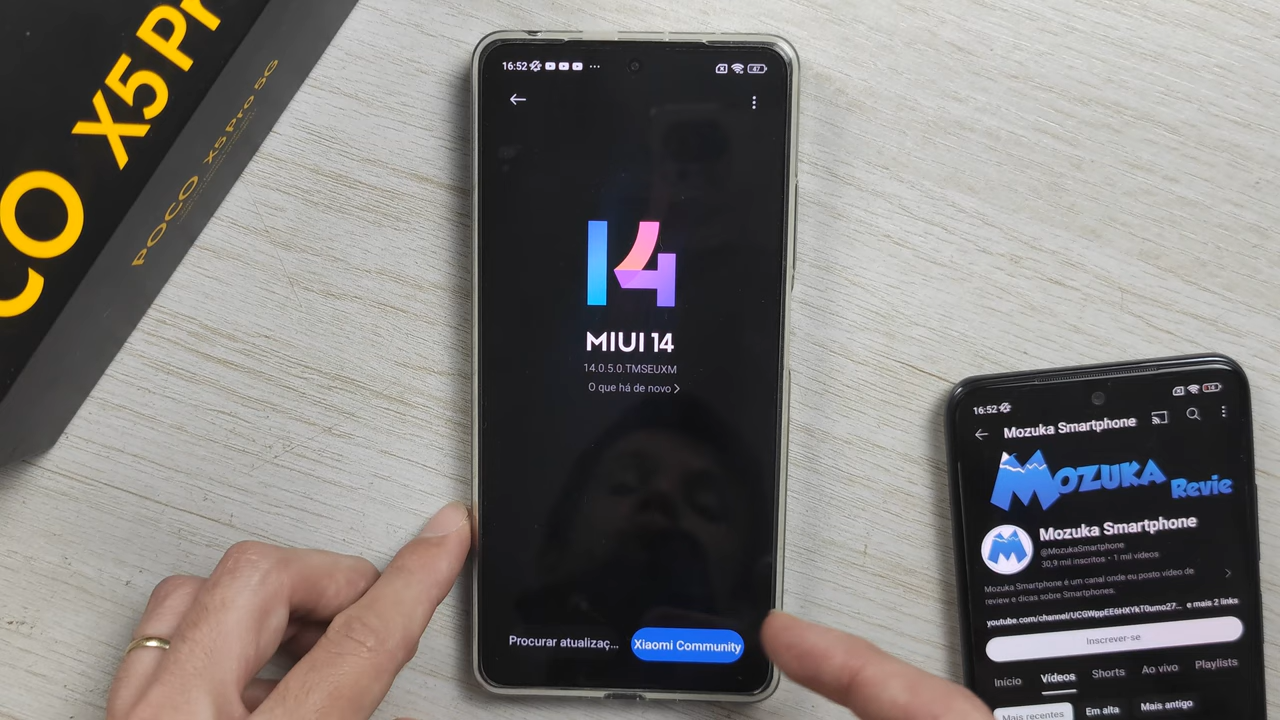 CO X5 Pr
POCO X5 Pro 5G
16:52
47
14
MIUI 14
14.0.5.0.TMSEUXM
O que há de novo
Procurar atualizaç...
Xiaomi Community
16:52
Mozuka Smartphone
MOZUKA Revie
Mozuka Smartphone
@MozukaSmartphone
30,9 mil inscritos • 1 mil vídeos
Mozuka Smartphone é um canal onde eu posto vídeo de
review e dicas sobre Smartphones.
youtube.com/channel/UCGWppEE6HXYkT0umo27... e mais 2 links
Inscrever-se
Início Vídeos Shorts Ao vivo Playlists
Mais recentes Em alta Mais antigo